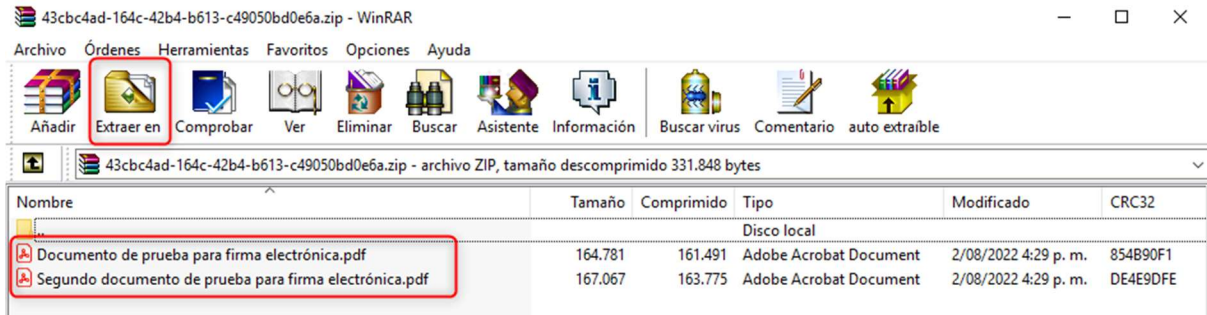 43cbc4ad-164c-42b4-b613-c49050bd0e6a.zip - WinRAR
Archivo Órdenes Herramientas Favoritos Opciones Ayuda
Añadir Extraer en Comprobar Ver Eliminar Buscar Asistente Información Buscar virus Comentario auto extraíble
43cbc4ad-164c-42b4-b613-c49050bd0e6a.zip - archivo ZIP, tamaño descomprimido 331.848 bytes
Nombre Tamaño Comprimido Tipo Modificado CRC32
.. Disco local
Documento de prueba para firma electrónica.pdf 164.781 161.491 Adobe Acrobat Document 2/08/2022 4:29 p. m. 854B90F1
Segundo documento de prueba para firma electrónica.pdf 167.067 163.775 Adobe Acrobat Document 2/08/2022 4:29 p. m. DE4E9DFE